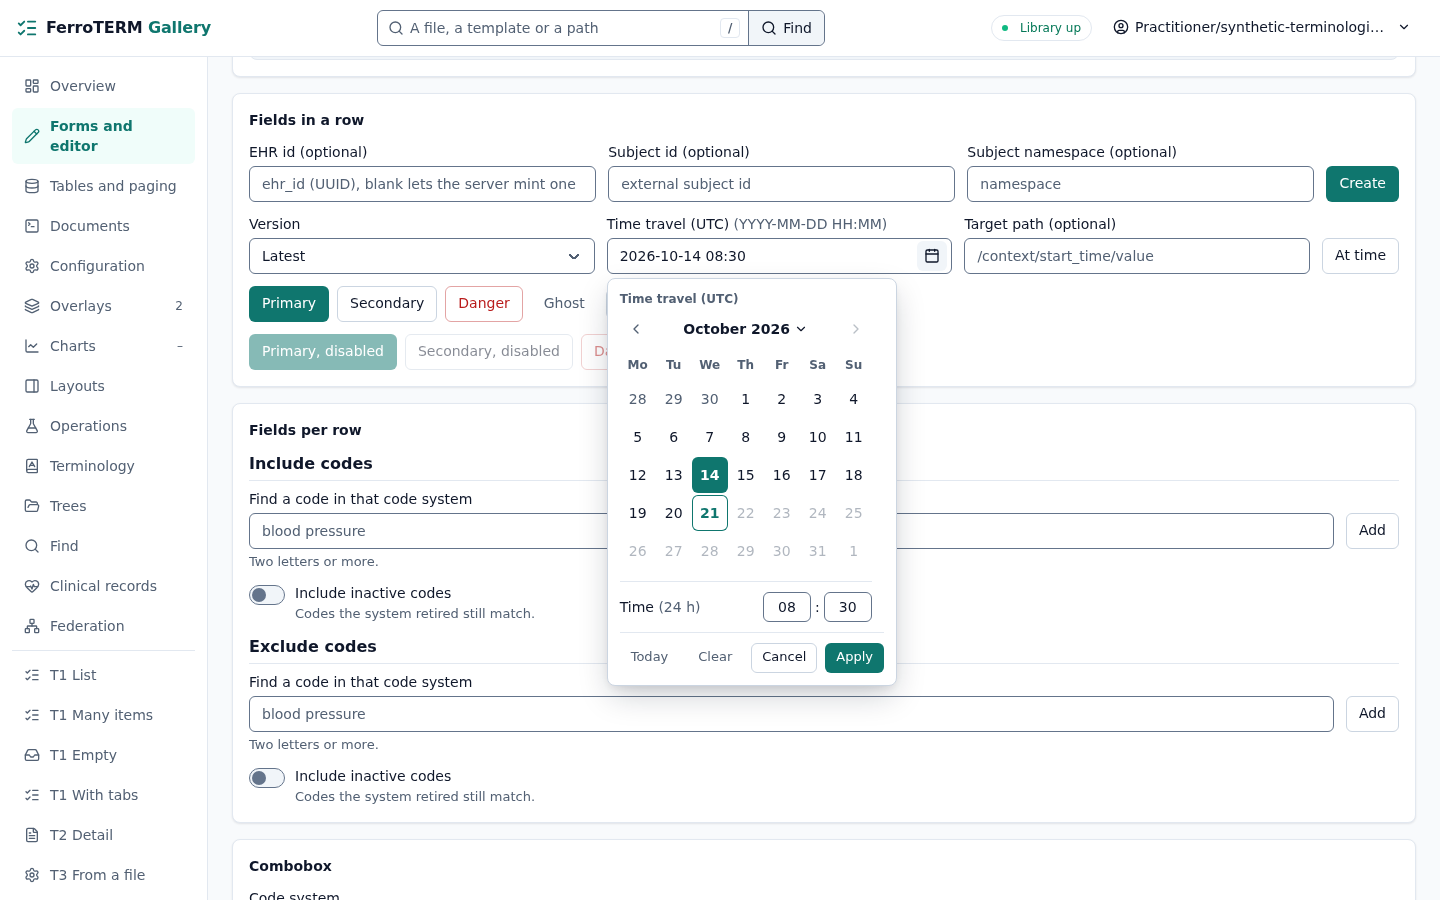 FerroTERM Gallery
A file, a template or a path
/
Find
Library up
Practitioner/synthetic-terminologi...
Overview
Forms and
editor
Tables and paging
Documents
Configuration
Overlays
2
Charts
–
Layouts
Operations
Terminology
Trees
Find
Clinical records
Federation
T1 List
T1 Many items
T1 Empty
T1 With tabs
T2 Detail
T3 From a file
Fields in a row
EHR id (optional)
Subject id (optional)
Subject namespace (optional)
ehr_id (UUID), blank lets the server mint one
external subject id
namespace
Create
Version
Time travel (UTC) (YYYY-MM-DD HH:MM)
Target path (optional)
Latest
2026-10-14 08:30
/context/start_time/value
At time
Primary
Secondary
Danger
Ghost
Primary, disabled
Secondary, disabled
Time travel (UTC)
October 2026
Mo Tu We Th Fr Sa Su
28 29 30 1 2 3 4
5 6 7 8 9 10 11
12 13 14 15 16 17 18
19 20 21 22 23 24 25
26 27 28 29 30 31 1
Time (24 h)
08 : 30
Today
Clear
Cancel
Apply
Fields per row
Include codes
Find a code in that code system
blood pressure
Add
Two letters or more.
Include inactive codes
Codes the system retired still match.
Exclude codes
Find a code in that code system
blood pressure
Add
Two letters or more.
Include inactive codes
Codes the system retired still match.
Combobox
Code system